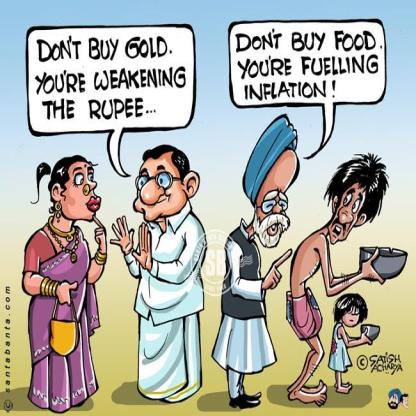 DON'T BUY GOLD.
YOU'RE WEAKENING
THE RUPEE...
DON'T BUY FOOD.
YOU'RE FUELLING
INFLATION!
© SATISH
ACHARYA
© santabanta.com
SB